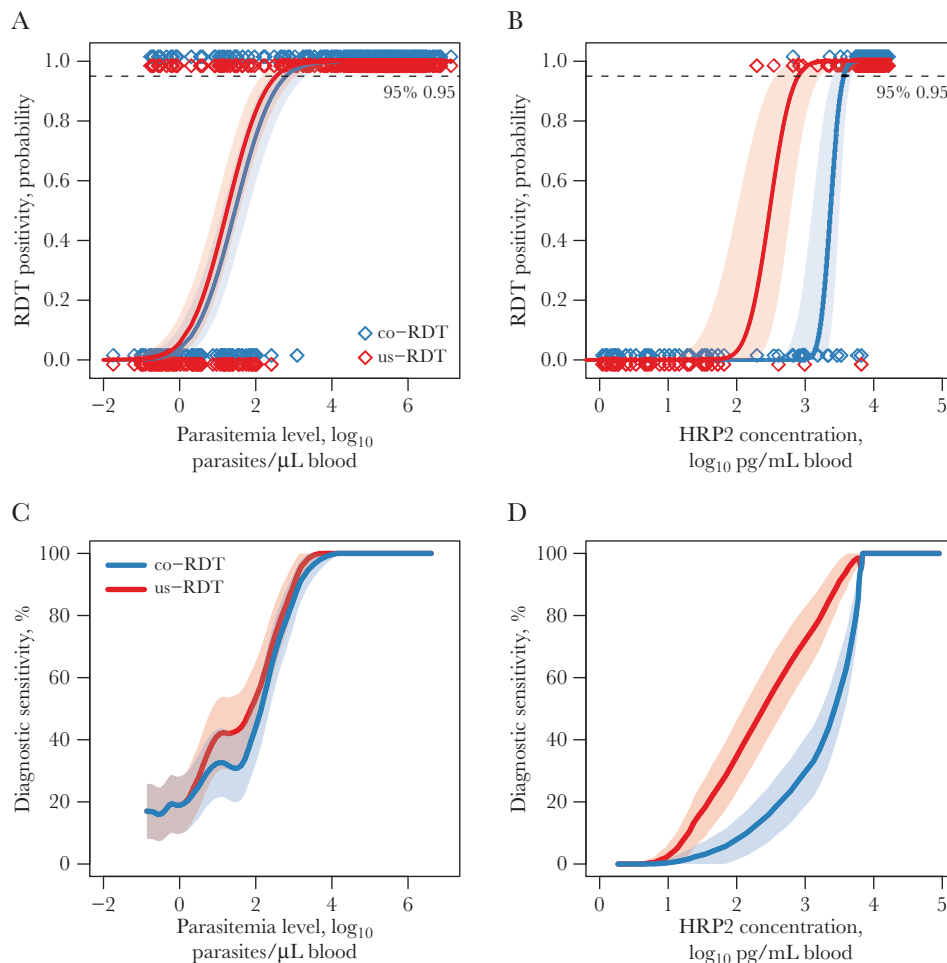 A
RDT positivity, probability
1.0
0.8
0.6
0.4
0.2
0.0
95% 0.95
co–RDT
us–RDT
−2 0 2 4 6
Parasitemia level, log10
parasites/μL blood
B
RDT positivity, probability
1.0
0.8
0.6
0.4
0.2
0.0
95% 0.95
0 1 2 3 4 5
HRP2 concentration,
log10 pg/mL blood
C
Diagnostic sensitivity, %
100
80
60
40
20
0
co–RDT
us–RDT
−2 0 2 4 6
Parasitemia level, log10
parasites/μL blood
D
Diagnostic sensitivity, %
100
80
60
40
20
0
0 1 2 3 4 5
HRP2 concentration,
log10 pg/mL blood